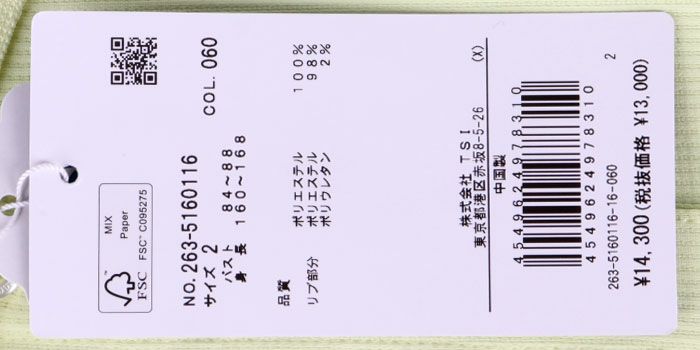 MIX
Paper
FSC™ C095275
FSC
NO. 263-5160116
COL. 060
サイズ 2
バスト 84～88
身 長 160～168
品質 ポリエステル 100%
リブ部分 ポリエステル 98%
ポリウレタン 2%
株式会社 TSI
東京都港区赤坂8-5-26 (X)
中国製
4549624978310
4549624978310
263-5160116-16-060
2
¥14,300(税抜価格 ¥13,000)